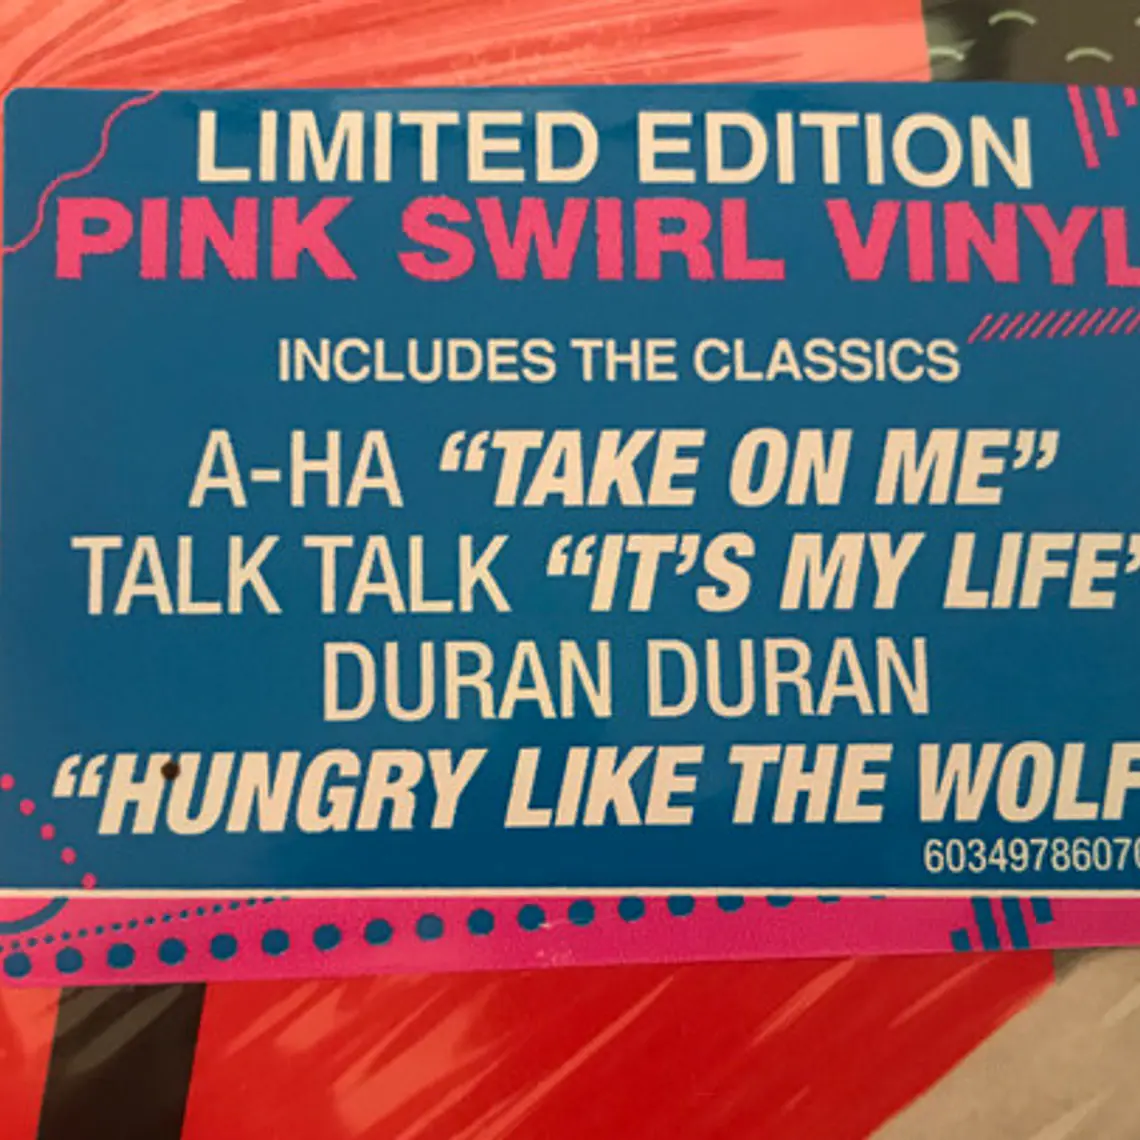 LIMITED EDITION
PINK SWIRL VINYL
INCLUDES THE CLASSICS
A-HA “TAKE ON ME”
TALK TALK “IT’S MY LIFE”
DURAN DURAN
“HUNGRY LIKE THE WOLF
60349786070